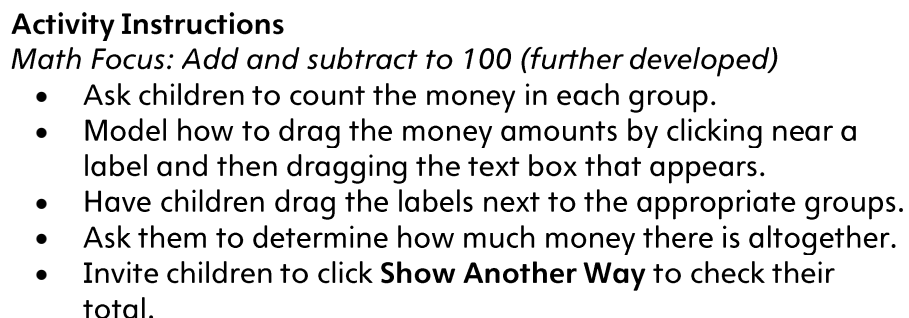 Activity Instructions
Math Focus: Add and subtract to 100 (further developed)
• Ask children to count the money in each group.
• Model how to drag the money amounts by clicking near a
label and then dragging the text box that appears.
• Have children drag the labels next to the appropriate groups.
• Ask them to determine how much money there is altogether.
• Invite children to click Show Another Way to check their
total.